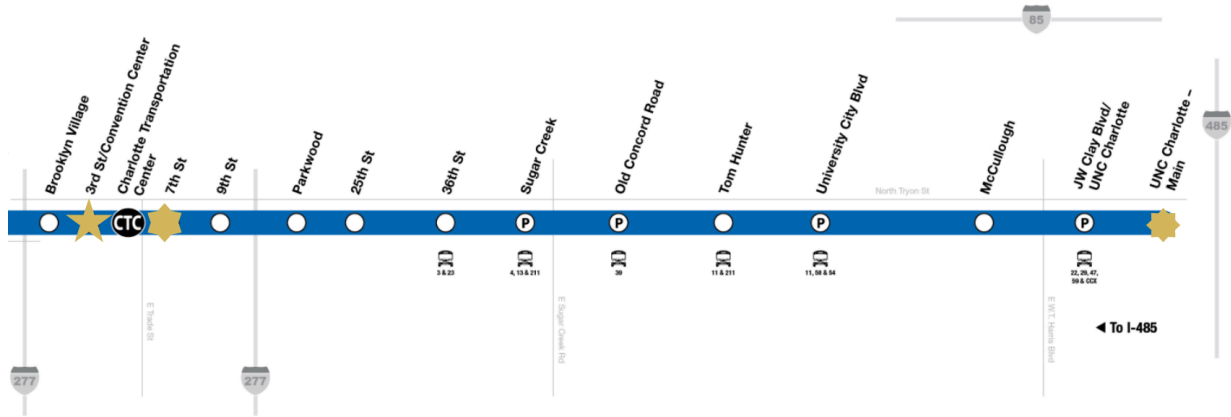 85
485
Brooklyn Village
3rd St/Convention Center
Charlotte Transportation
Center
7th St
9th St
Parkwood
25th St
36th St
Sugar Creek
Old Concord Road
Tom Hunter
University City Blvd
McCullough
JW Clay Blvd/
UNC Charlotte
UNC Charlotte –
Main
North Tryon St
CTC
P
P
P
P
3 & 23
4, 13 & 211
39
11 & 211
11, 58 & 54
22, 29, 47,
59 & CCX
E Trade St
E Sugar Creek Rd
E W.T. Harris Blvd
◄ To I-485
277
277